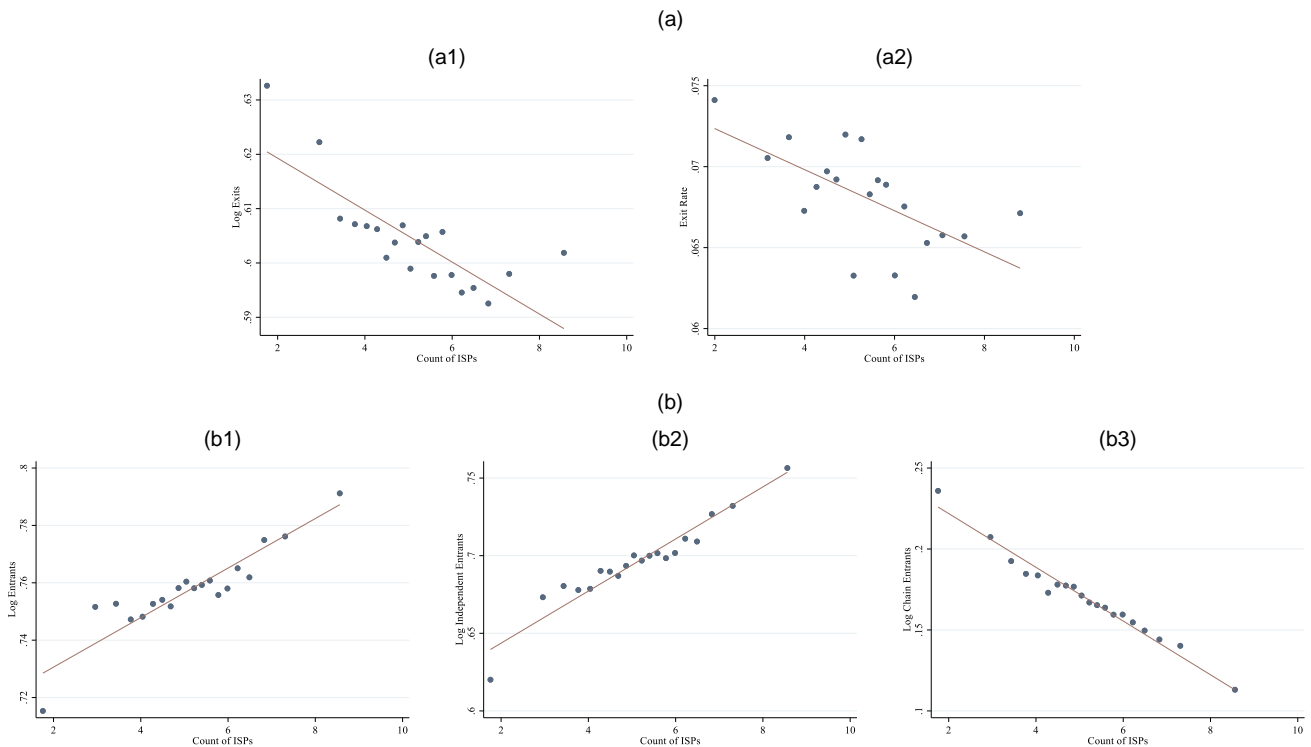 (a)
(a1)
(a2)
Log Exits
.63
.62
.61
.6
.59
2 4 6 8 10
Count of ISPs
Exit Rate
.075
.07
.065
.06
2 4 6 8 10
Count of ISPs
(b)
(b1)
(b2)
(b3)
Log Entrants
.8
.78
.76
.74
.72
2 4 6 8 10
Count of ISPs
Log Independent Entrants
.75
.7
.65
.6
2 4 6 8 10
Count of ISPs
Log Chain Entrants
.25
.2
.15
.1
2 4 6 8 10
Count of ISPs